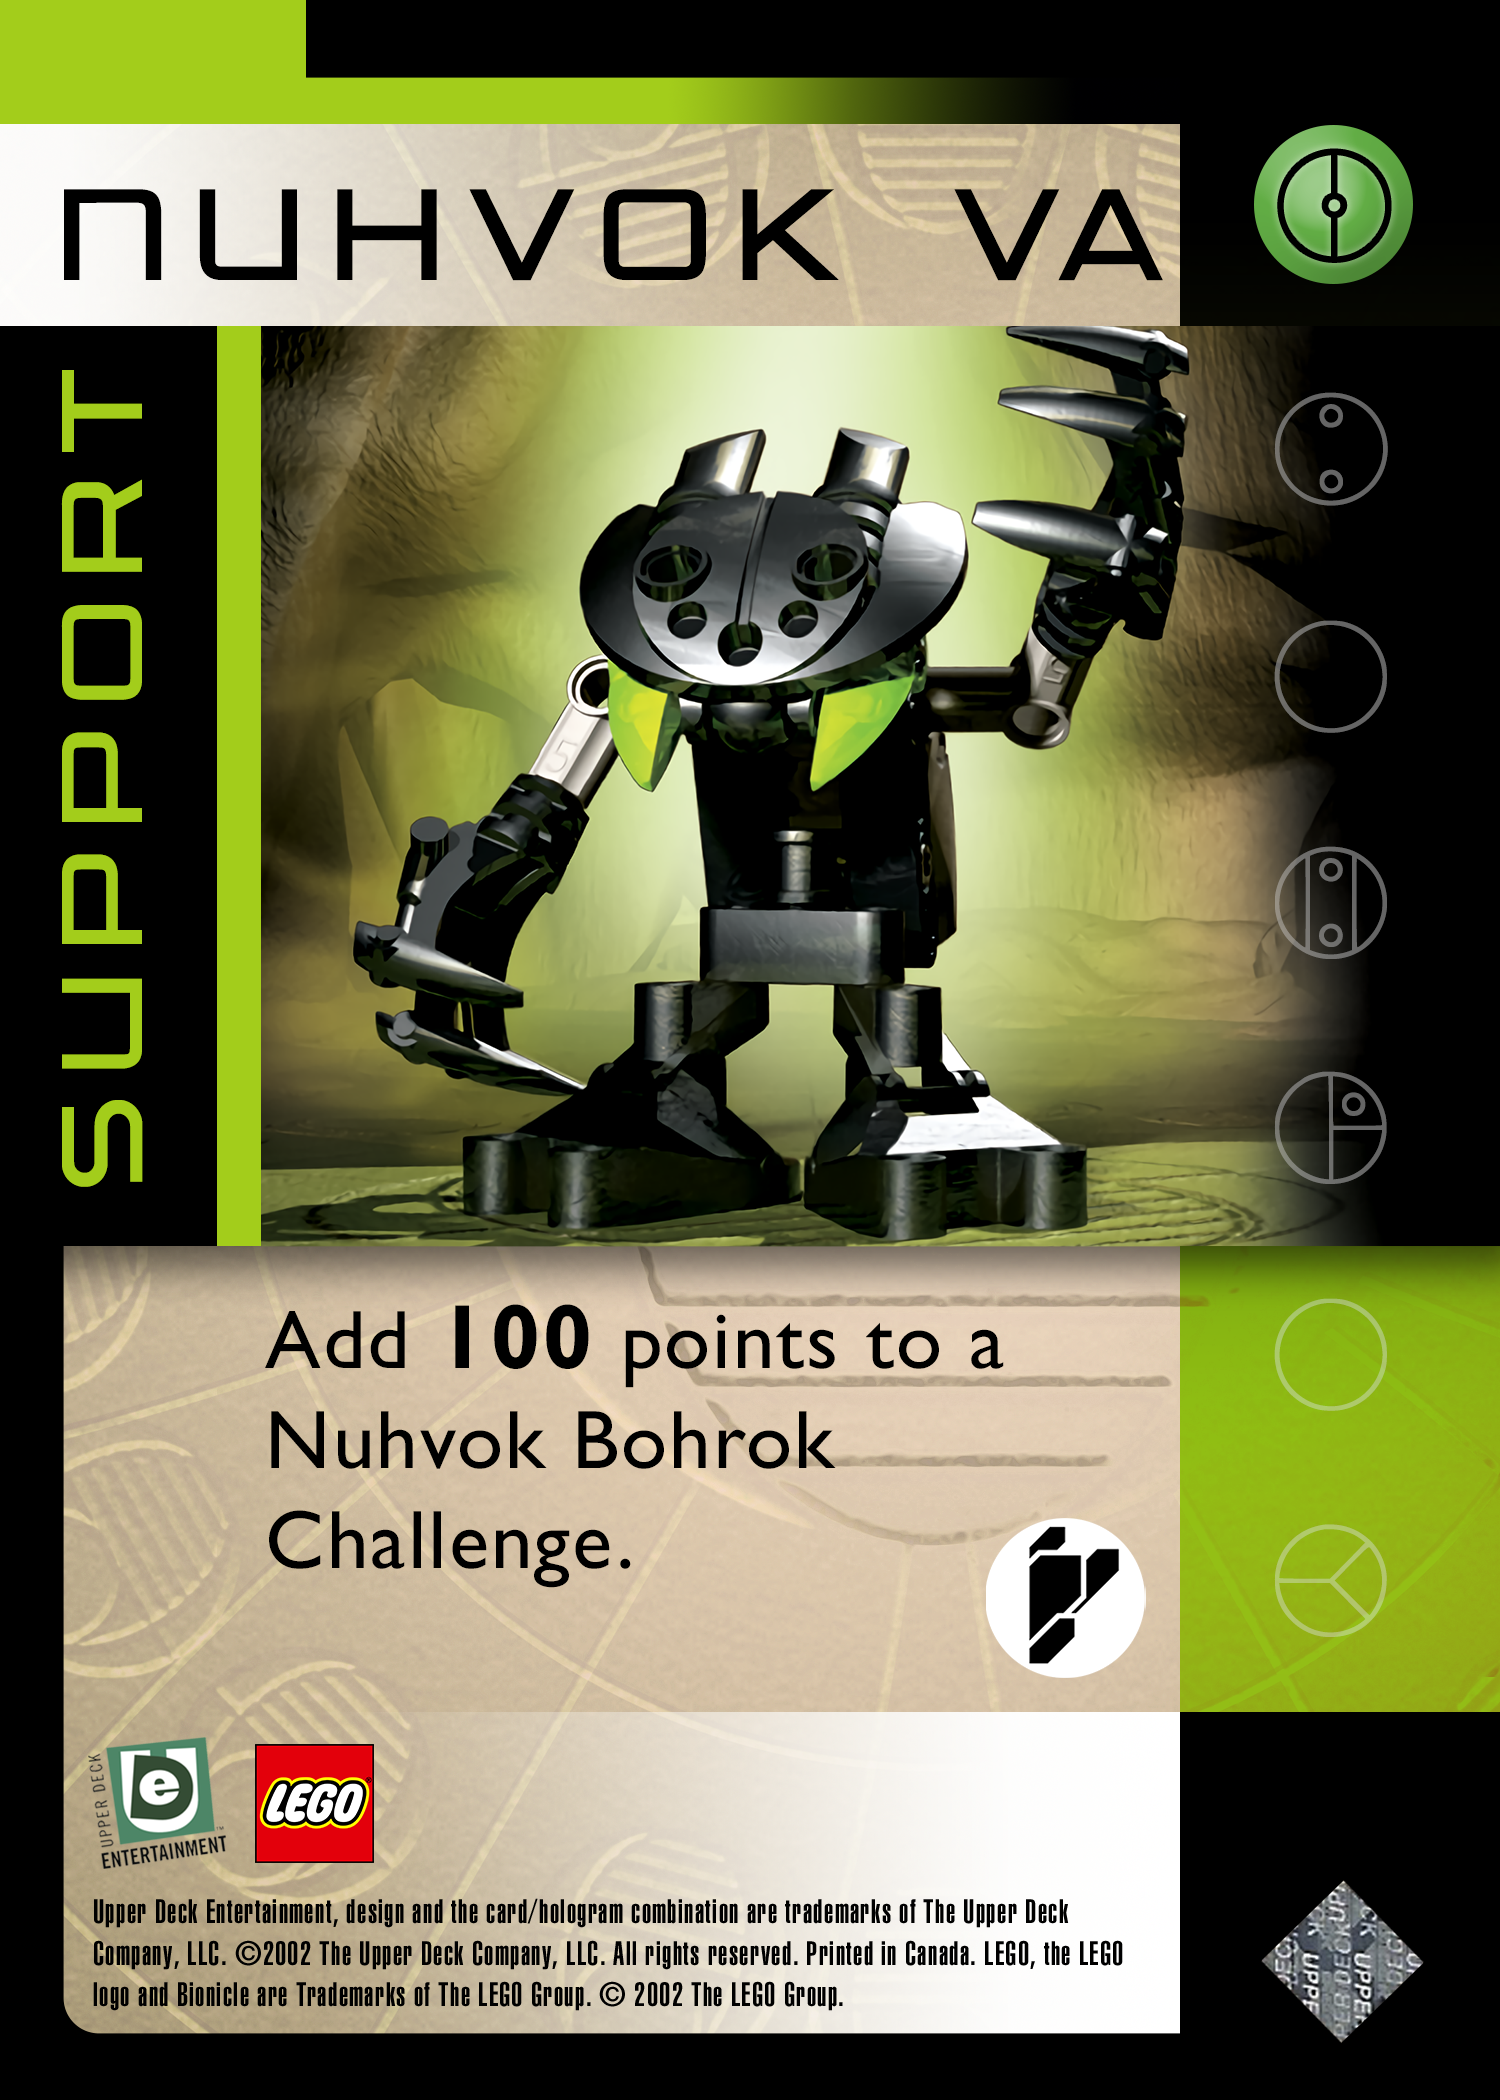 NUHVOK VA
SUPPORT
Add 100 points to a
Nuhvok Bohrok
Challenge.
UPPER DECK
De
ENTERTAINMENT™
LEGO
Upper Deck Entertainment, design and the card/hologram combination are trademarks of The Upper Deck
Company, LLC. ©2002 The Upper Deck Company, LLC. All rights reserved. Printed in Canada. LEGO, the LEGO
logo and Bionicle are Trademarks of The LEGO Group. © 2002 The LEGO Group.